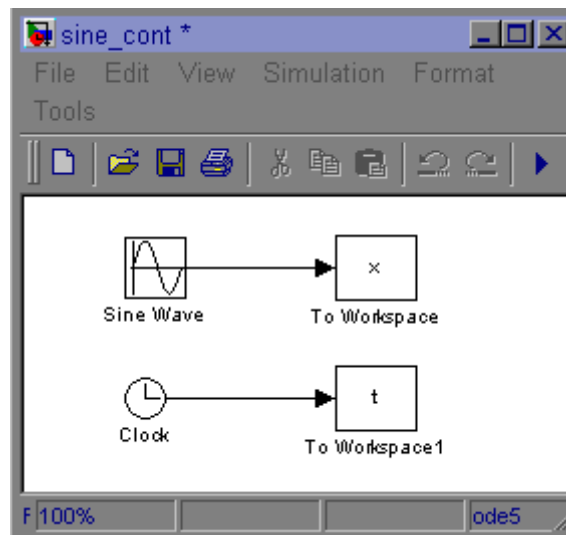 sine_cont *
File Edit View Simulation Format
Tools
x
Sine Wave
To Workspace
t
Clock
To Workspace1
F 100%
ode5